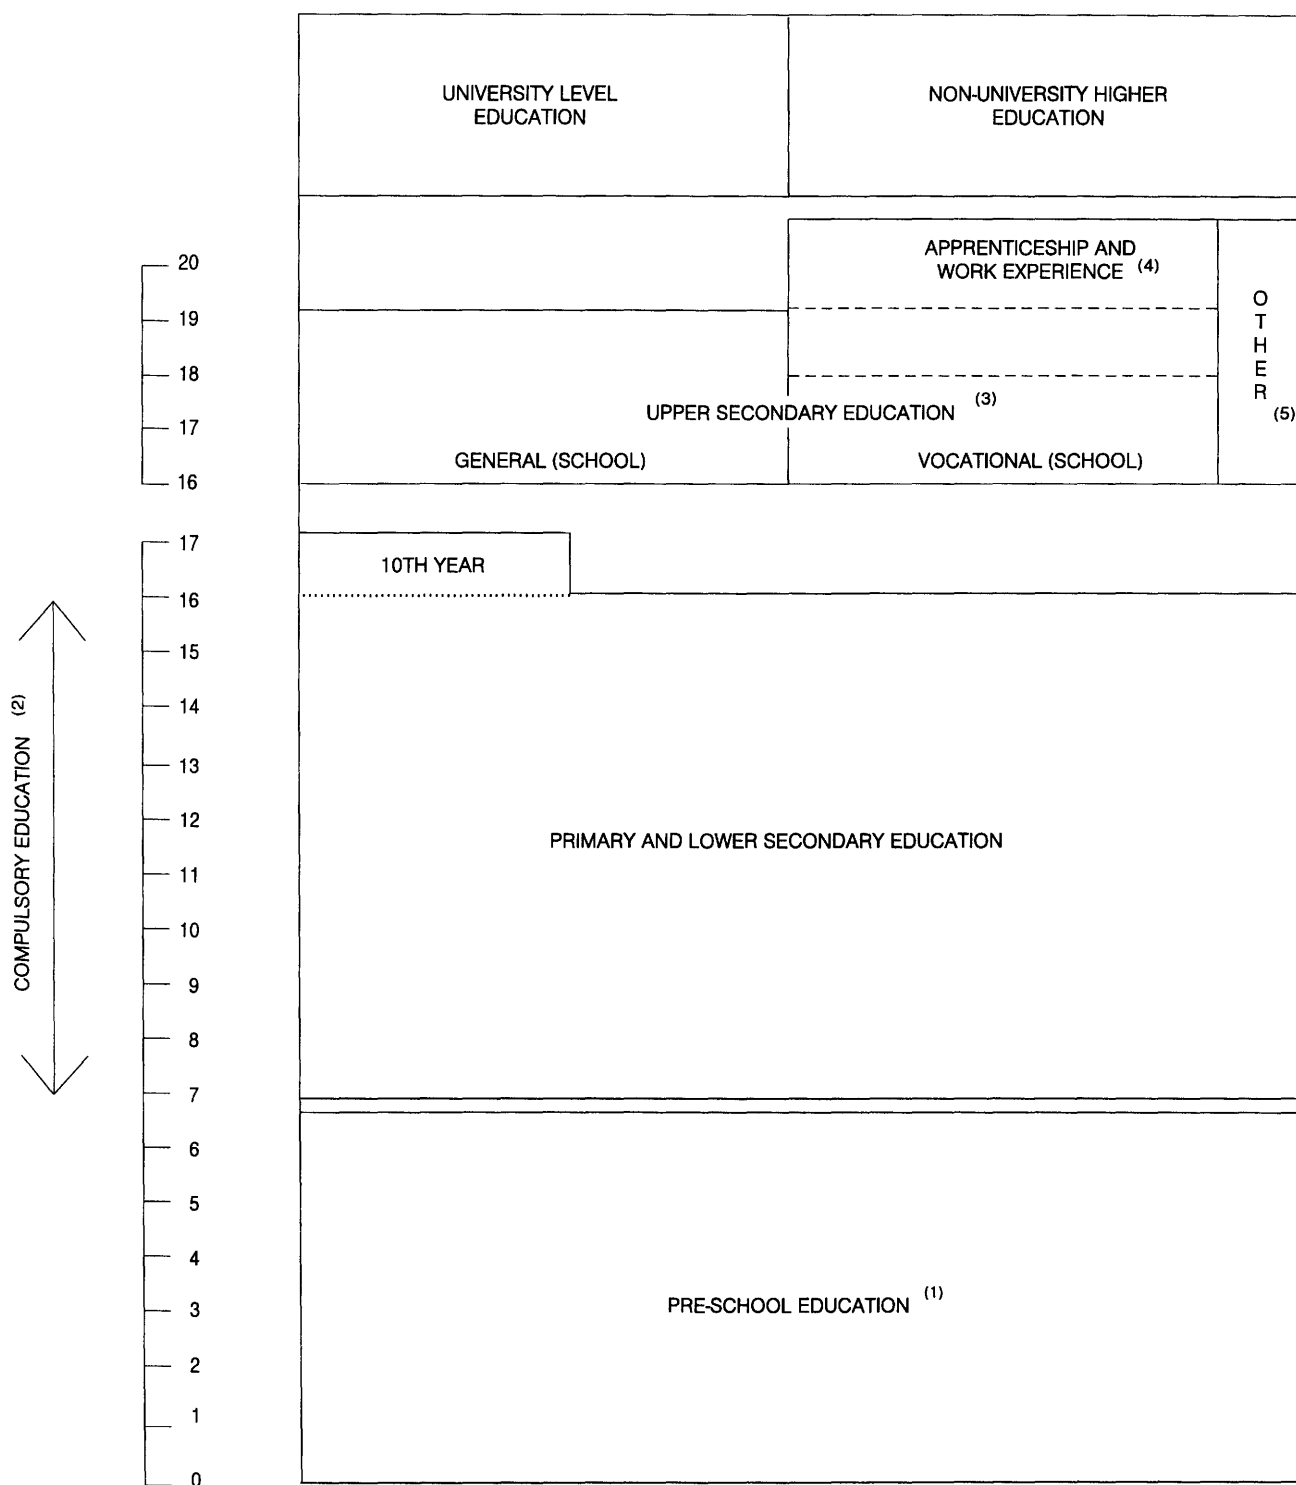 UNIVERSITY LEVEL
EDUCATION
NON-UNIVERSITY HIGHER
EDUCATION
APPRENTICESHIP AND
WORK EXPERIENCE (4)
OTHER
(5)
UPPER SECONDARY EDUCATION (3)
GENERAL (SCHOOL)
VOCATIONAL (SCHOOL)
20
19
18
17
16
10TH YEAR
17
16
15
14
13
12
11
10
9
8
7
6
5
4
3
2
1
0
COMPULSORY EDUCATION (2)
PRIMARY AND LOWER SECONDARY EDUCATION
PRE-SCHOOL EDUCATION (1)